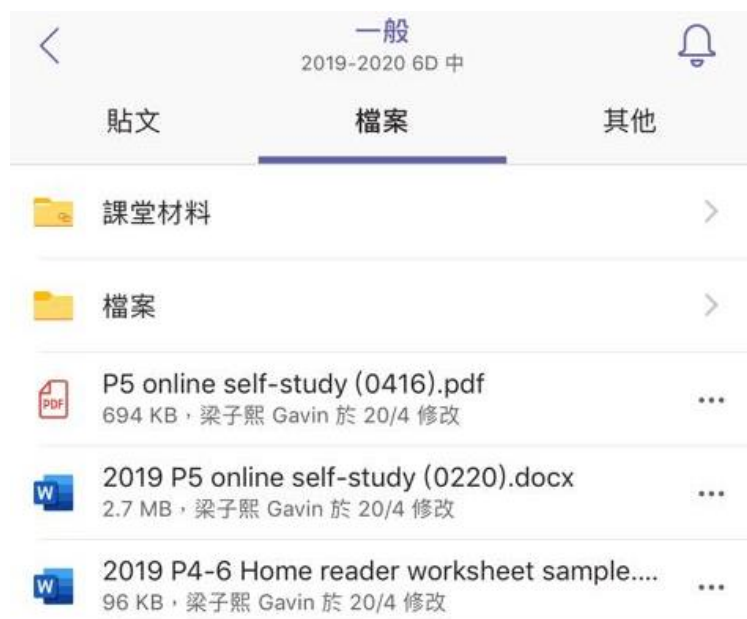 一般
2019-2020 6D 中
貼文
檔案
其他
課堂材料
檔案
PDF
P5 online self-study (0416).pdf
694 KB,梁子熙 Gavin 於 20/4 修改
W
2019 P5 online self-study (0220).docx
2.7 MB,梁子熙 Gavin 於 20/4 修改
W
2019 P4-6 Home reader worksheet sample....
96 KB,梁子熙 Gavin 於 20/4 修改